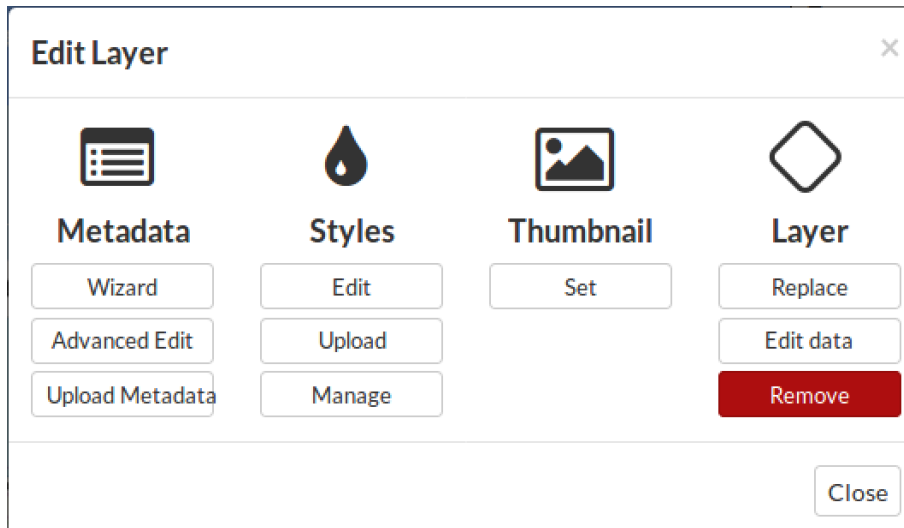 Edit Layer ×
Metadata Styles Thumbnail Layer
Wizard Edit Set Replace
Advanced Edit Upload Edit data
Upload Metadata Manage Remove
Close